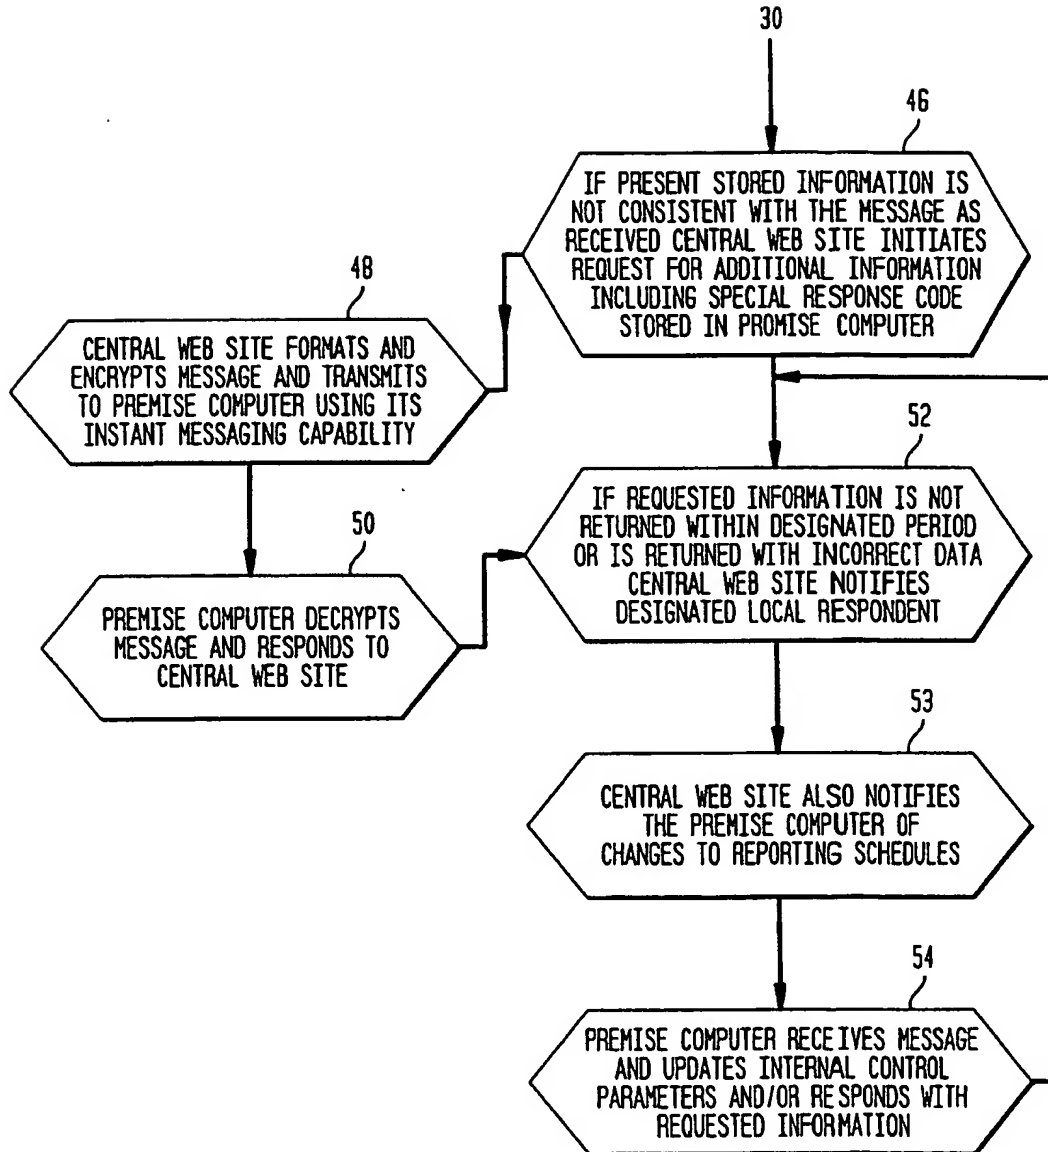 30
46
IF PRESENT STORED INFORMATION IS
NOT CONSISTENT WITH THE MESSAGE AS
RECEIVED CENTRAL WEB SITE INITIATES
REQUEST FOR ADDITIONAL INFORMATION
INCLUDING SPECIAL RESPONSE CODE
STORED IN PROMISE COMPUTER
48
CENTRAL WEB SITE FORMATS AND
ENCRYPTS MESSAGE AND TRANSMITS
TO PREMISE COMPUTER USING ITS
INSTANT MESSAGING CAPABILITY
52
IF REQUESTED INFORMATION IS NOT
RETURNED WITHIN DESIGNATED PERIOD
OR IS RETURNED WITH INCORRECT DATA
CENTRAL WEB SITE NOTIFIES
DESIGNATED LOCAL RESPONDENT
50
PREMISE COMPUTER DECRYPTS
MESSAGE AND RESPONDS TO
CENTRAL WEB SITE
53
CENTRAL WEB SITE ALSO NOTIFIES
THE PREMISE COMPUTER OF
CHANGES TO REPORTING SCHEDULES
54
PREMISE COMPUTER RECEIVES MESSAGE
AND UPDATES INTERNAL CONTROL
PARAMETERS AND/OR RESPONDS WITH
REQUESTED INFORMATION